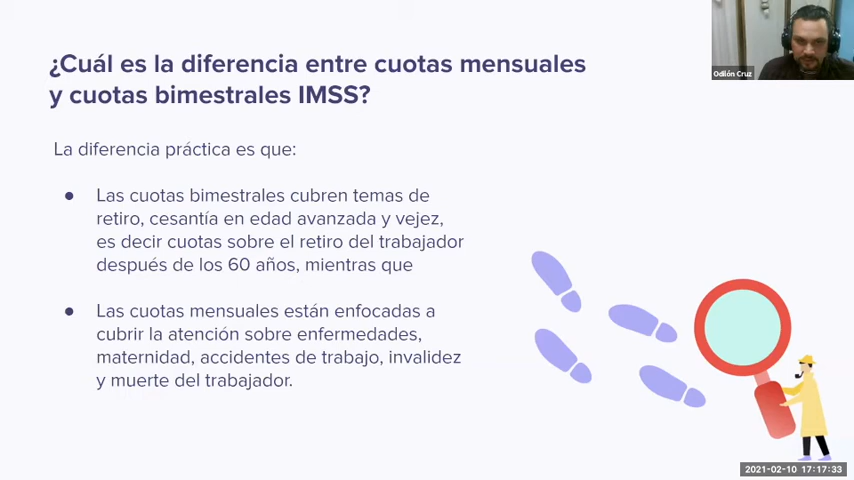 ¿Cuál es la diferencia entre cuotas mensuales
y cuotas bimestrales IMSS?
Odilón Cruz
La diferencia práctica es que:
● Las cuotas bimestrales cubren temas de
retiro, cesantía en edad avanzada y vejez,
es decir cuotas sobre el retiro del trabajador
después de los 60 años, mientras que
● Las cuotas mensuales están enfocadas a
cubrir la atención sobre enfermedades,
maternidad, accidentes de trabajo, invalidez
y muerte del trabajador.
2021-02-10 17:17:33